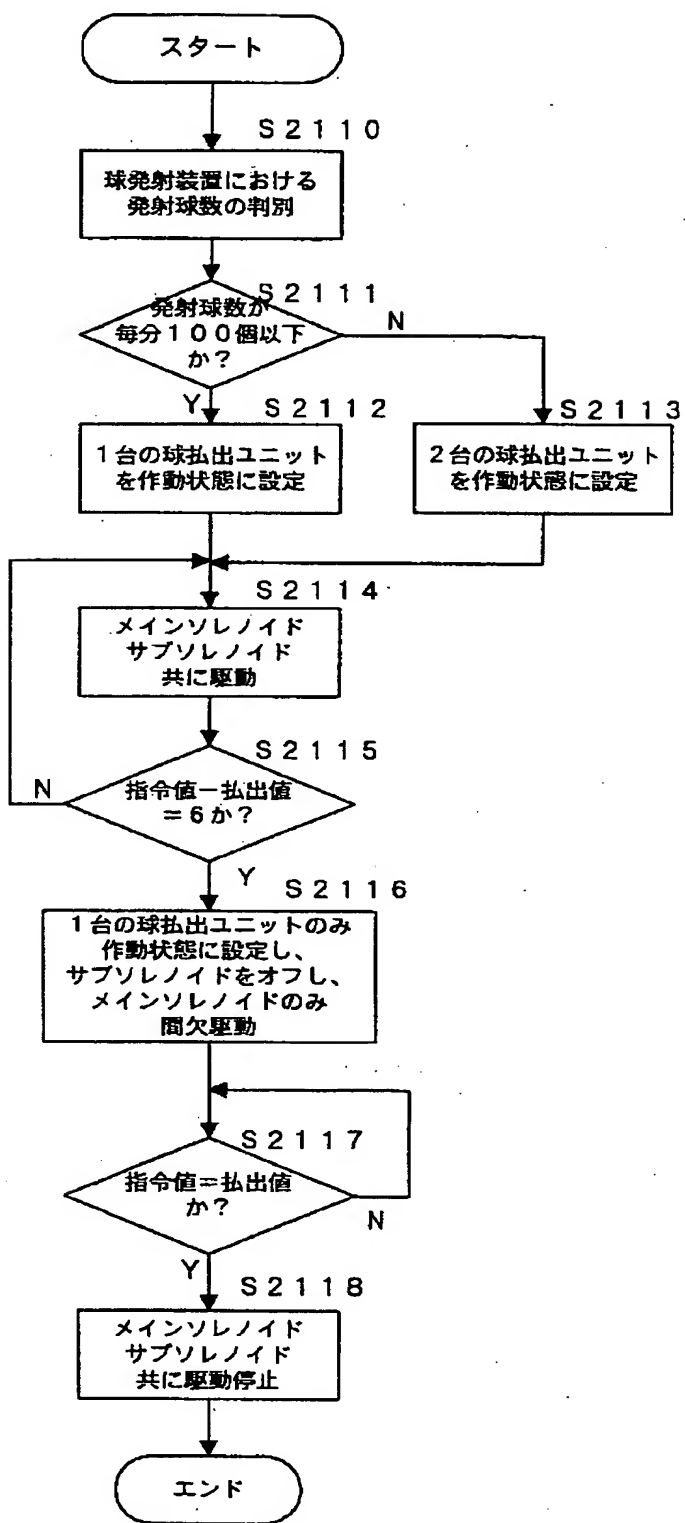 スタート
S2110
球発射装置における
発射球数の判別
S2111
発射球数が
毎分100個以下
か?
N
Y
S2112
1台の球払出ユニット
を作動状態に設定
S2113
2台の球払出ユニット
を作動状態に設定
S2114
メインソレノイド
サブソレノイド
共に駆動
S2115
指令値-払出値
=6か?
N
Y
S2116
1台の球払出ユニットのみ
作動状態に設定し、
サブソレノイドをオフし、
メインソレノイドのみ
間欠駆動
S2117
指令値=払出値
か?
N
Y
S2118
メインソレノイド
サブソレノイド
共に駆動停止
エンド